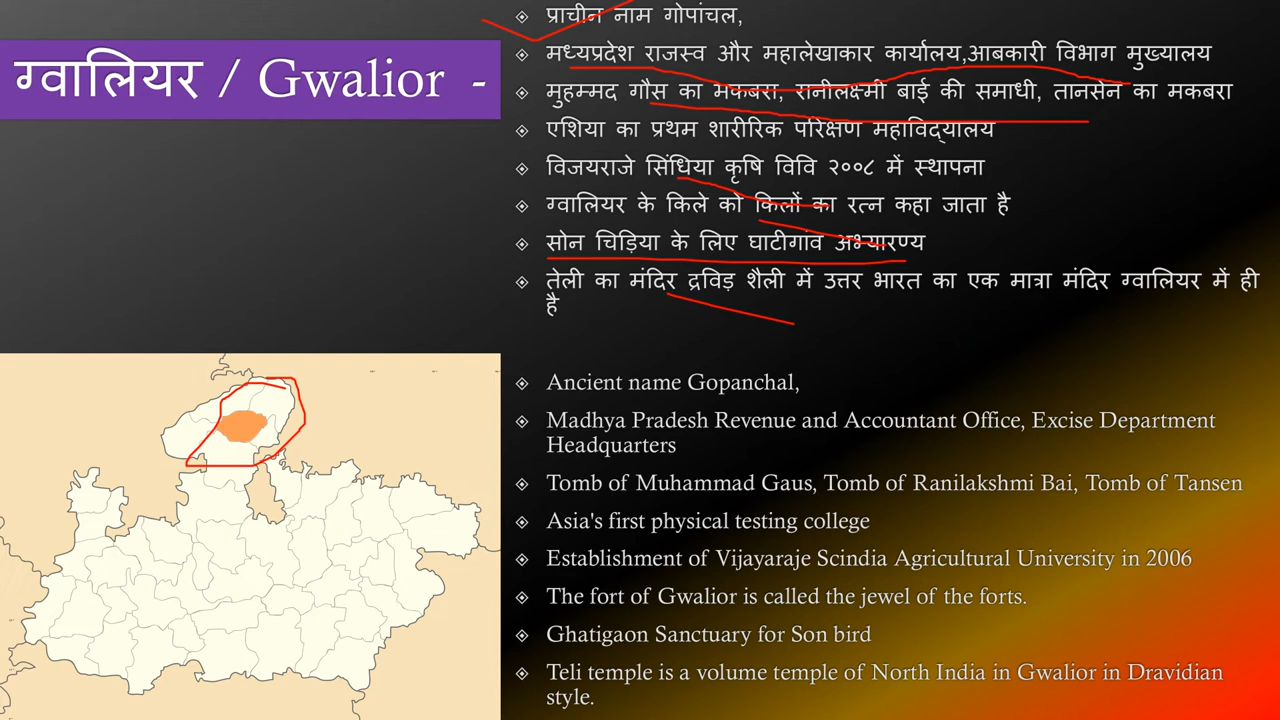 ग्वालियर / Gwalior -
प्राचीन नाम गोपांचल,
मध्यप्रदेश राजस्व और महालेखाकार कार्यालय,आबकारी विभाग मुख्यालय
मुहम्मद गौस का मकबरा, रानीलक्ष्मी बाई की समाधी, तानसेन का मकबरा
एशिया का प्रथम शारीरिक परिक्षण महाविद्यालय
विजयराजे सिंधिया कृषि विवि २००८ में स्थापना
ग्वालियर के किले को किलों का रत्न कहा जाता है
सोन चिड़िया के लिए घाटीगांव अभ्यारण्य
तेली का मंदिर द्रविड़ शैली में उत्तर भारत का एक मात्रा मंदिर ग्वालियर में ही
है
Ancient name Gopanchal,
Madhya Pradesh Revenue and Accountant Office, Excise Department
Headquarters
Tomb of Muhammad Gaus, Tomb of Ranilakshmi Bai, Tomb of Tansen
Asia's first physical testing college
Establishment of Vijayaraje Scindia Agricultural University in 2006
The fort of Gwalior is called the jewel of the forts.
Ghatigaon Sanctuary for Son bird
Teli temple is a volume temple of North India in Gwalior in Dravidian
style.